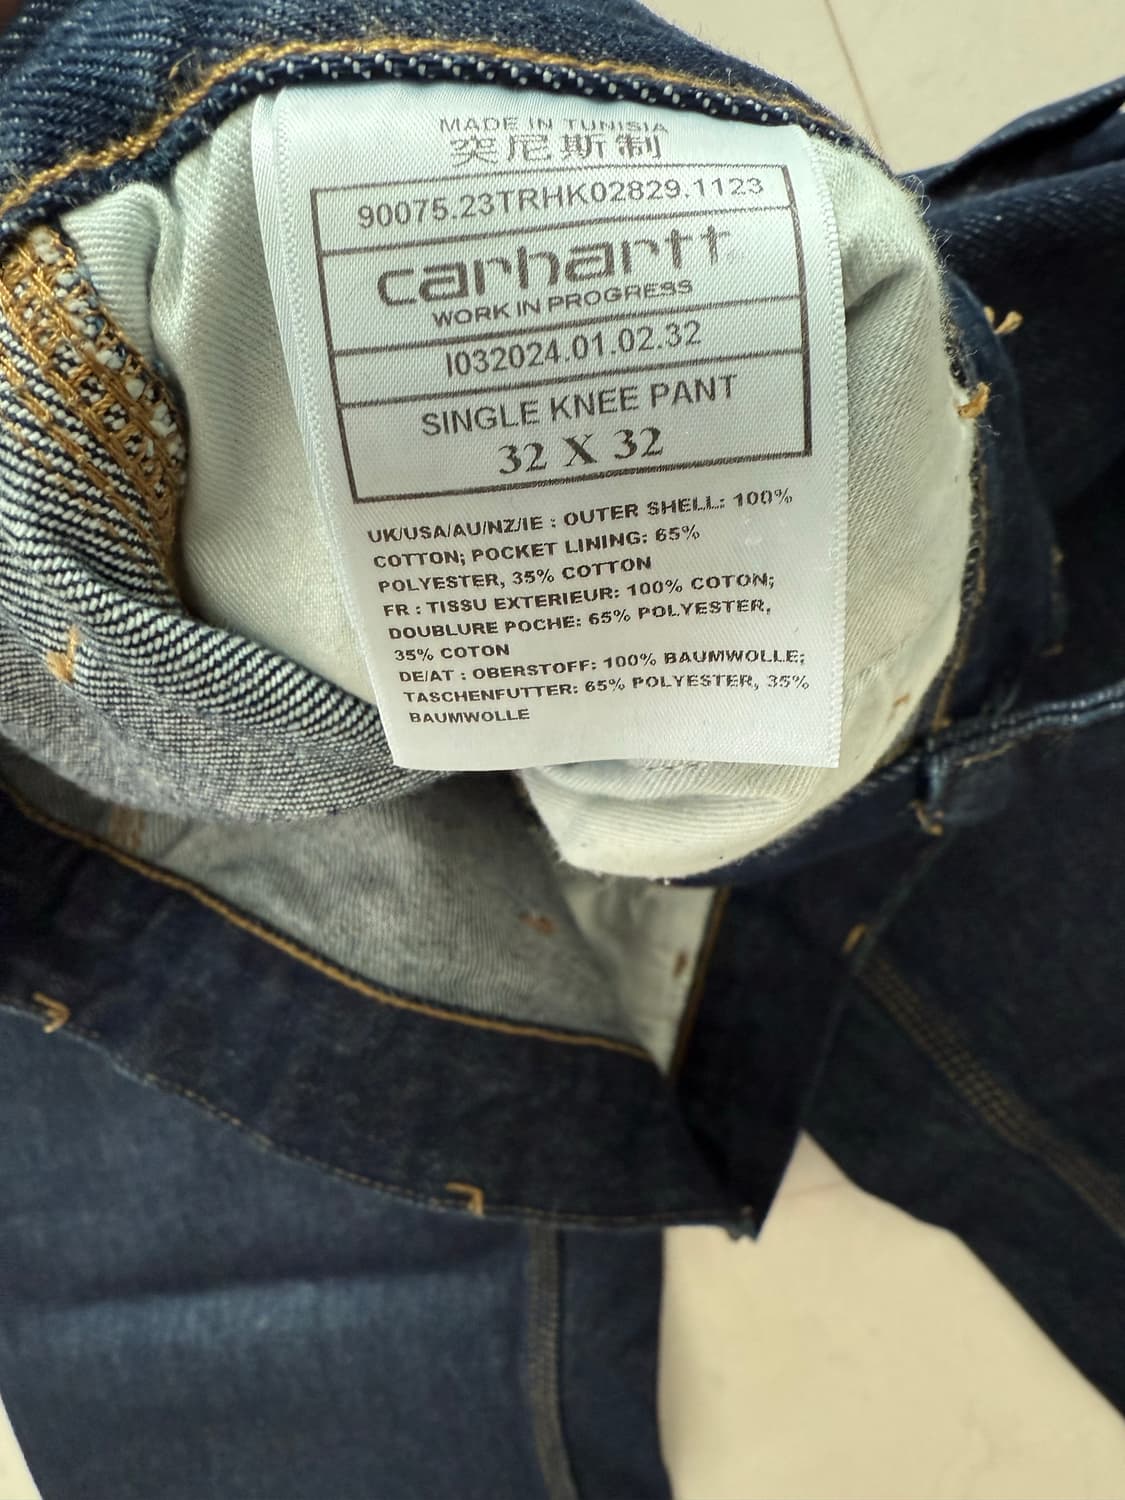 MADE IN TUNISIA
突尼斯制
90075.23TRHK02829.1123
carhartt
WORK IN PROGRESS
I032024.01.02.32
SINGLE KNEE PANT
32 X 32
UK/USA/AU/NZ/IE : OUTER SHELL: 100%
COTTON; POCKET LINING: 65%
POLYESTER, 35% COTTON
FR : TISSU EXTERIEUR: 100% COTON;
DOUBLURE POCHE: 65% POLYESTER,
35% COTON
DE/AT : OBERSTOFF: 100% BAUMWOLLE;
TASCHENFUTTER: 65% POLYESTER, 35%
BAUMWOLLE